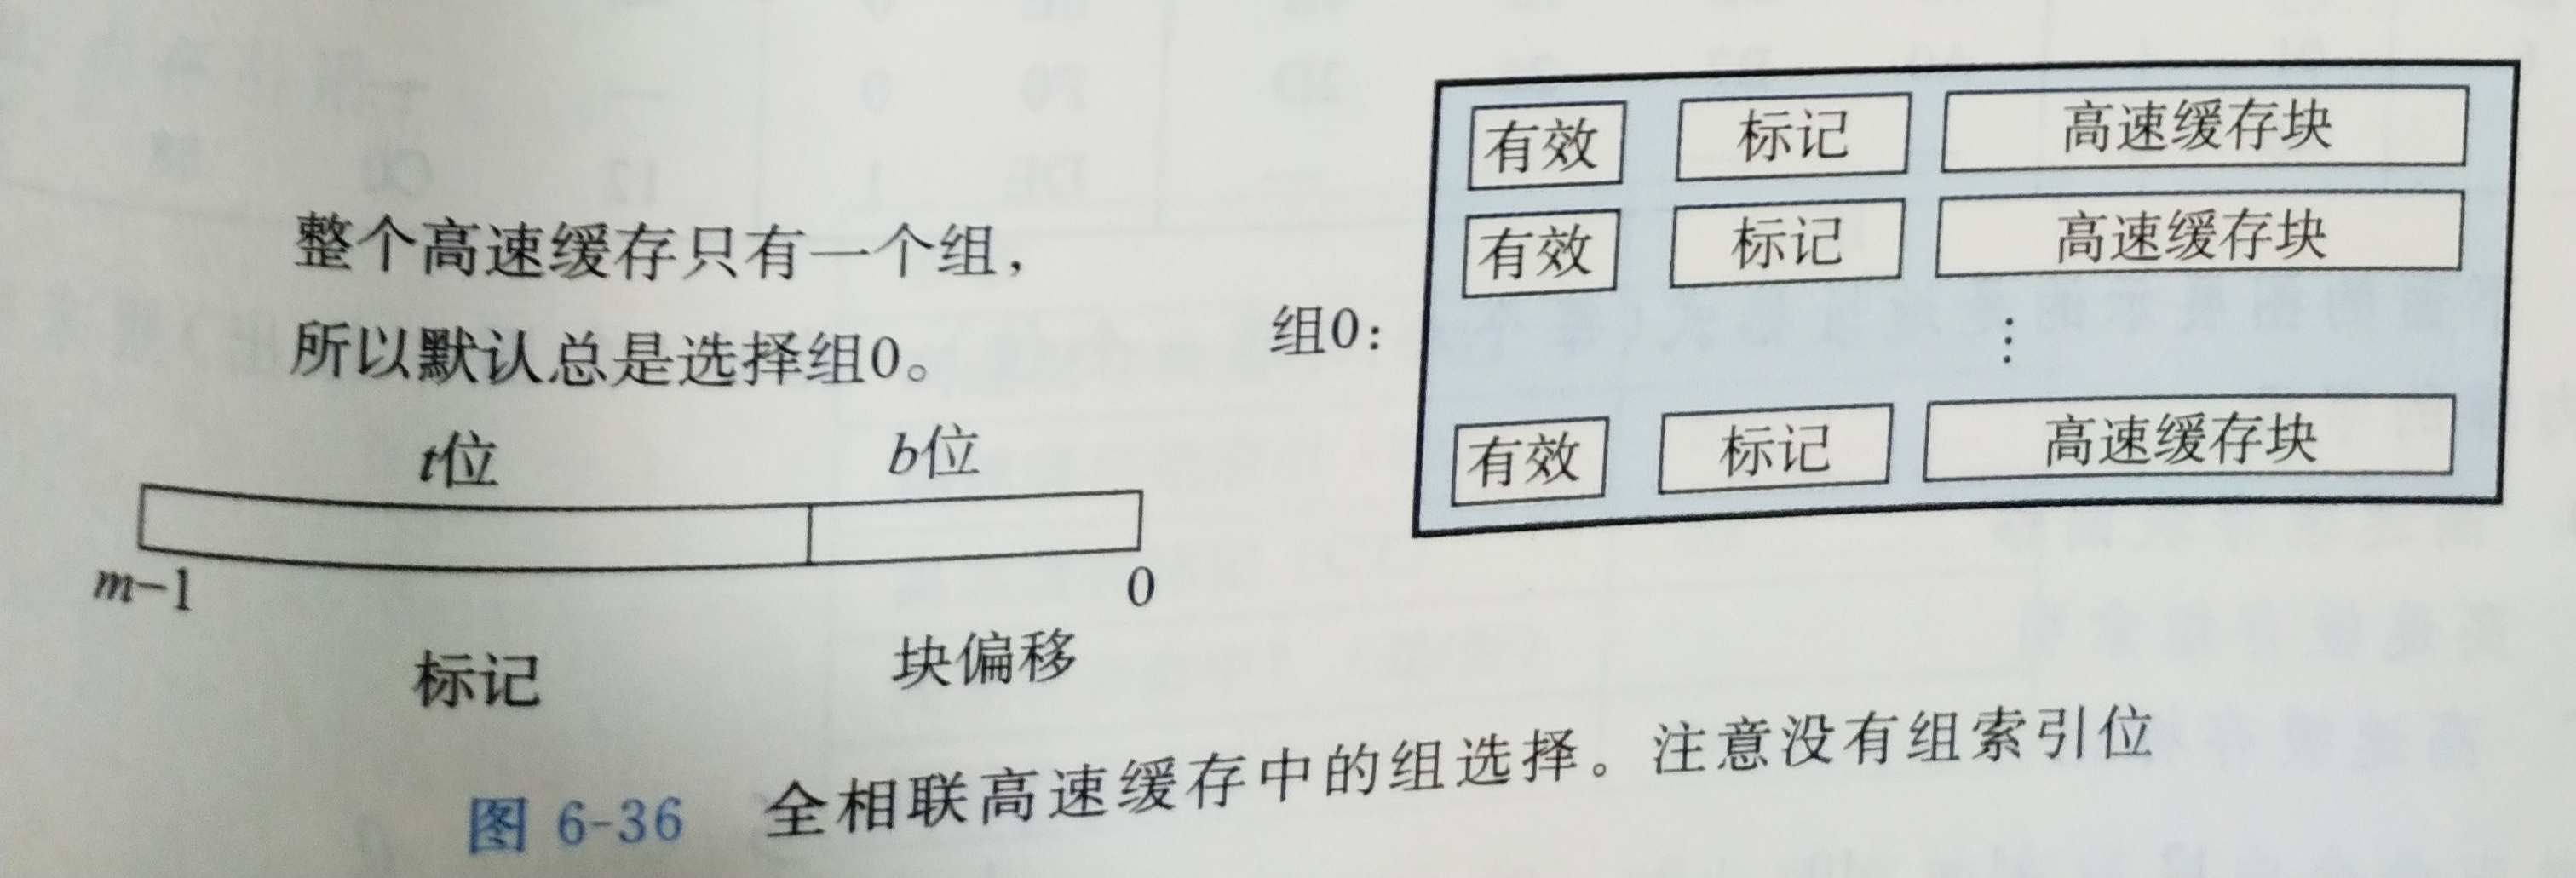 整个高速缓存只有一个组，
所以默认总是选择组0。
t位 b位
m-1 0
标记 块偏移
组0：
有效 标记 高速缓存块
有效 标记 高速缓存块
⋮
有效 标记 高速缓存块
图 6-36 全相联高速缓存中的组选择。注意没有组索引位